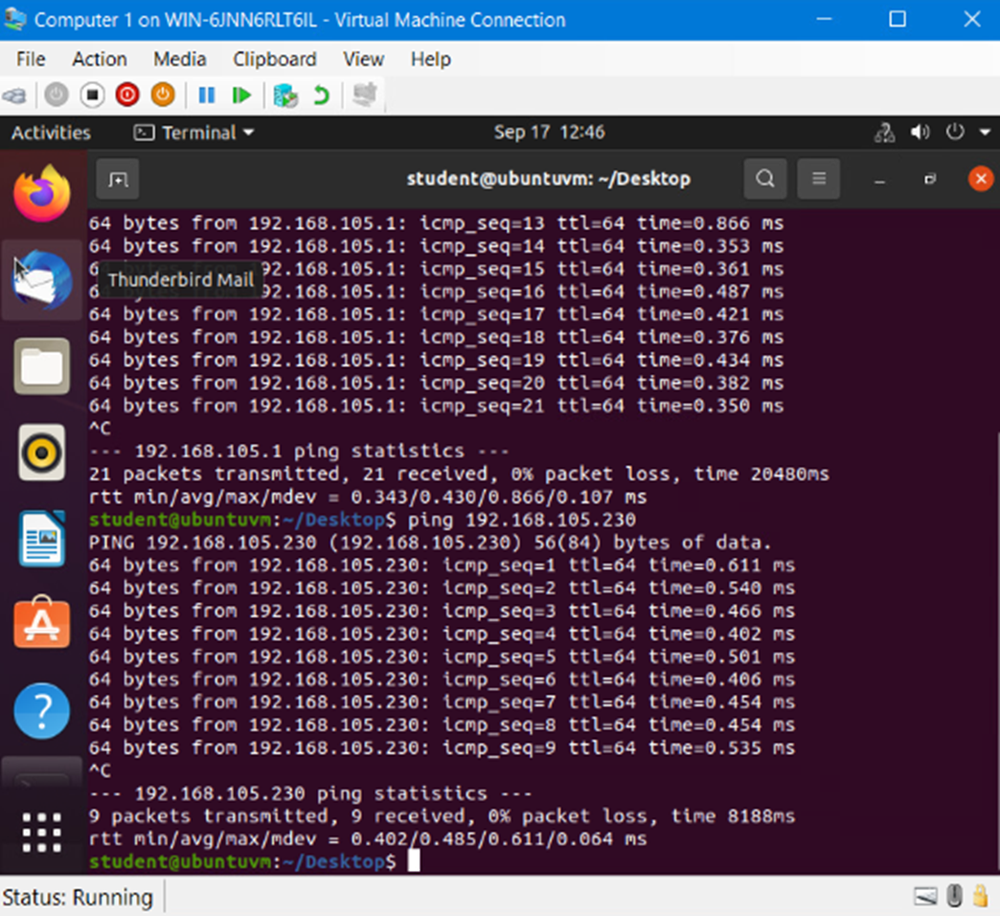 Computer 1 on WIN-6JNN6RLT6IL - Virtual Machine Connection
File Action Media Clipboard View Help
Activities Terminal Sep 17 12:46
student@ubuntuvm: ~/Desktop
64 bytes from 192.168.105.1: icmp_seq=13 ttl=64 time=0.866 ms
64 bytes from 192.168.105.1: icmp_seq=14 ttl=64 time=0.353 ms
64 bytes from 192.168.105.1: icmp_seq=15 ttl=64 time=0.361 ms
Thunderbird Mail
64 bytes from 192.168.105.1: icmp_seq=16 ttl=64 time=0.487 ms
64 bytes from 192.168.105.1: icmp_seq=17 ttl=64 time=0.421 ms
64 bytes from 192.168.105.1: icmp_seq=18 ttl=64 time=0.376 ms
64 bytes from 192.168.105.1: icmp_seq=19 ttl=64 time=0.434 ms
64 bytes from 192.168.105.1: icmp_seq=20 ttl=64 time=0.382 ms
64 bytes from 192.168.105.1: icmp_seq=21 ttl=64 time=0.350 ms
^C
--- 192.168.105.1 ping statistics ---
21 packets transmitted, 21 received, 0% packet loss, time 20480ms
rtt min/avg/max/mdev = 0.343/0.430/0.866/0.107 ms
student@ubuntuvm:~/Desktop$ ping 192.168.105.230
PING 192.168.105.230 (192.168.105.230) 56(84) bytes of data.
64 bytes from 192.168.105.230: icmp_seq=1 ttl=64 time=0.611 ms
64 bytes from 192.168.105.230: icmp_seq=2 ttl=64 time=0.540 ms
64 bytes from 192.168.105.230: icmp_seq=3 ttl=64 time=0.466 ms
64 bytes from 192.168.105.230: icmp_seq=4 ttl=64 time=0.402 ms
64 bytes from 192.168.105.230: icmp_seq=5 ttl=64 time=0.501 ms
64 bytes from 192.168.105.230: icmp_seq=6 ttl=64 time=0.406 ms
64 bytes from 192.168.105.230: icmp_seq=7 ttl=64 time=0.454 ms
64 bytes from 192.168.105.230: icmp_seq=8 ttl=64 time=0.454 ms
64 bytes from 192.168.105.230: icmp_seq=9 ttl=64 time=0.535 ms
^C
--- 192.168.105.230 ping statistics ---
9 packets transmitted, 9 received, 0% packet loss, time 8188ms
rtt min/avg/max/mdev = 0.402/0.485/0.611/0.064 ms
student@ubuntuvm:~/Desktop$
Status: Running